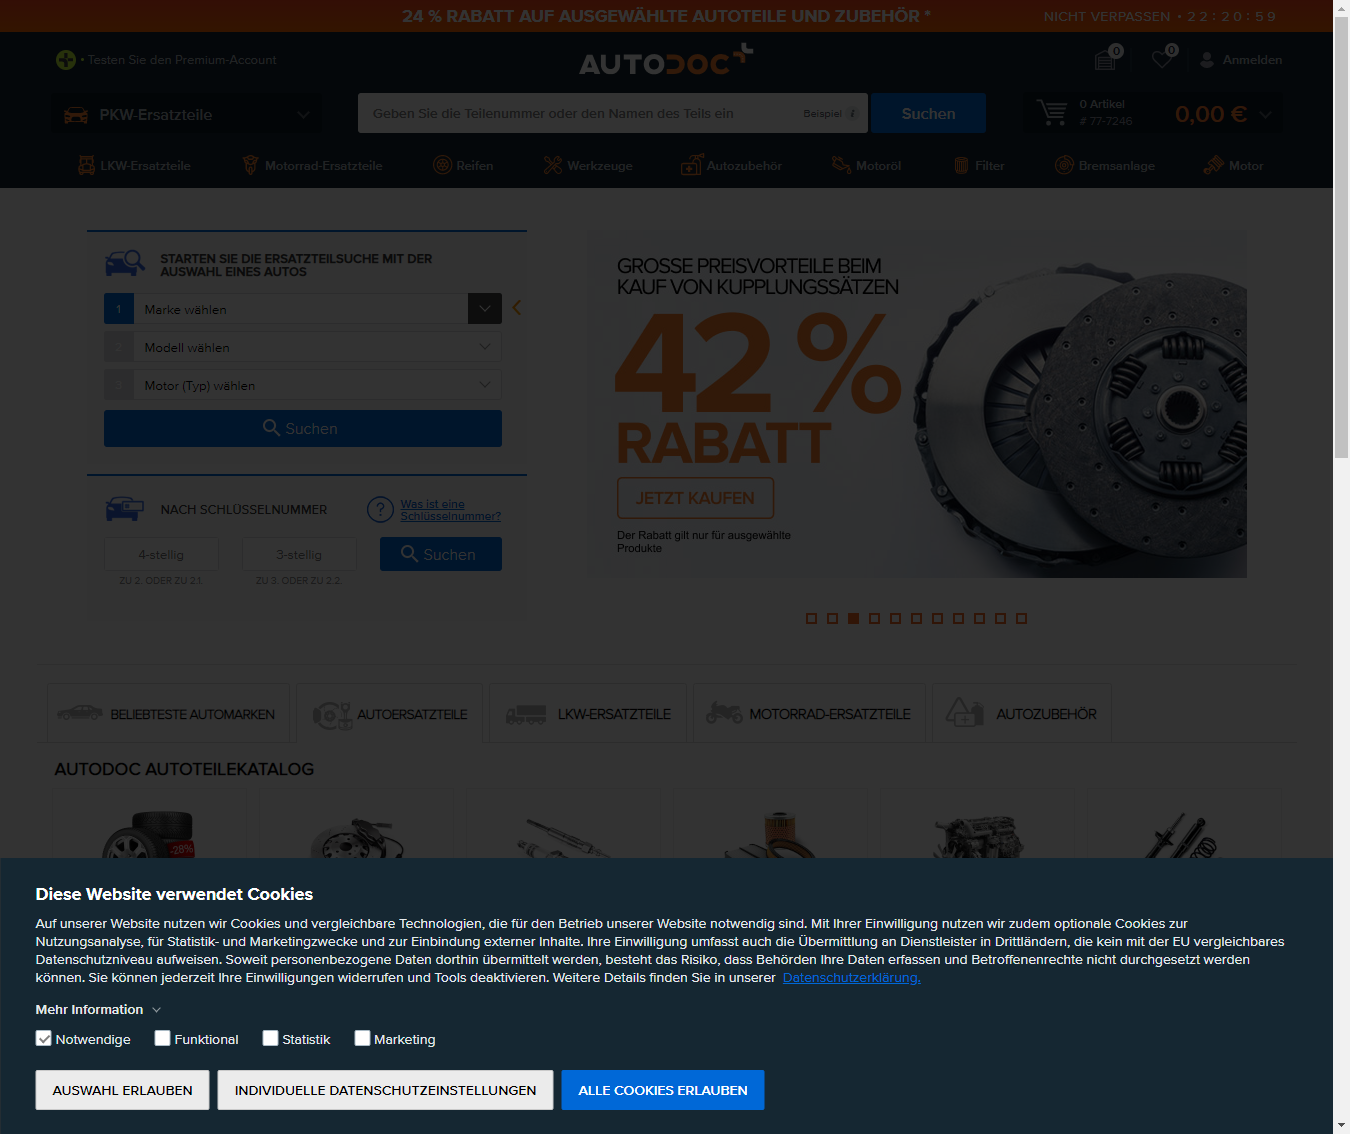 24 % RABATT AUF AUSGEWÄHLTE AUTOTEILE UND ZUBEHÖR *
NICHT VERPASSEN • 22:20:59
• Testen Sie den Premium-Account
AUTODOC
0
0
Anmelden
PKW-Ersatzteile
Geben Sie die Teilenummer oder den Namen des Teils ein
Beispiel i
Suchen
0 Artikel
# 77-7246
0,00 €
LKW-Ersatzteile
Motorrad-Ersatzteile
Reifen
Werkzeuge
Autozubehör
Motoröl
Filter
Bremsanlage
Motor
STARTEN SIE DIE ERSATZTEILSUCHE MIT DER
AUSWAHL EINES AUTOS
1 Marke wählen
2 Modell wählen
3 Motor (Typ) wählen
Suchen
NACH SCHLÜSSELNUMMER
? Was ist eine
Schlüsselnummer?
4-stellig
3-stellig
Suchen
ZU 2. ODER ZU 2.1.
ZU 3. ODER ZU 2.2.
GROSSE PREISVORTEILE BEIM
KAUF VON KUPPLUNGSSÄTZEN
42 %
RABATT
JETZT KAUFEN
Der Rabatt gilt nur für ausgewählte
Produkte
BELIEBTESTE AUTOMARKEN
AUTOERSATZTEILE
LKW-ERSATZTEILE
MOTORRAD-ERSATZTEILE
AUTOZUBEHÖR
AUTODOC AUTOTEILEKATALOG
-28%
Diese Website verwendet Cookies
Auf unserer Website nutzen wir Cookies und vergleichbare Technologien, die für den Betrieb unserer Website notwendig sind. Mit Ihrer Einwilligung nutzen wir zudem optionale Cookies zur
Nutzungsanalyse, für Statistik- und Marketingzwecke und zur Einbindung externer Inhalte. Ihre Einwilligung umfasst auch die Übermittlung an Dienstleister in Drittländern, die kein mit der EU vergleichbares
Datenschutzniveau aufweisen. Soweit personenbezogene Daten dorthin übermittelt werden, besteht das Risiko, dass Behörden Ihre Daten erfassen und Betroffenenrechte nicht durchgesetzt werden
können. Sie können jederzeit Ihre Einwilligungen widerrufen und Tools deaktivieren. Weitere Details finden Sie in unserer Datenschutzerklärung.
Mehr Information
Notwendige
Funktional
Statistik
Marketing
AUSWAHL ERLAUBEN
INDIVIDUELLE DATENSCHUTZEINSTELLUNGEN
ALLE COOKIES ERLAUBEN